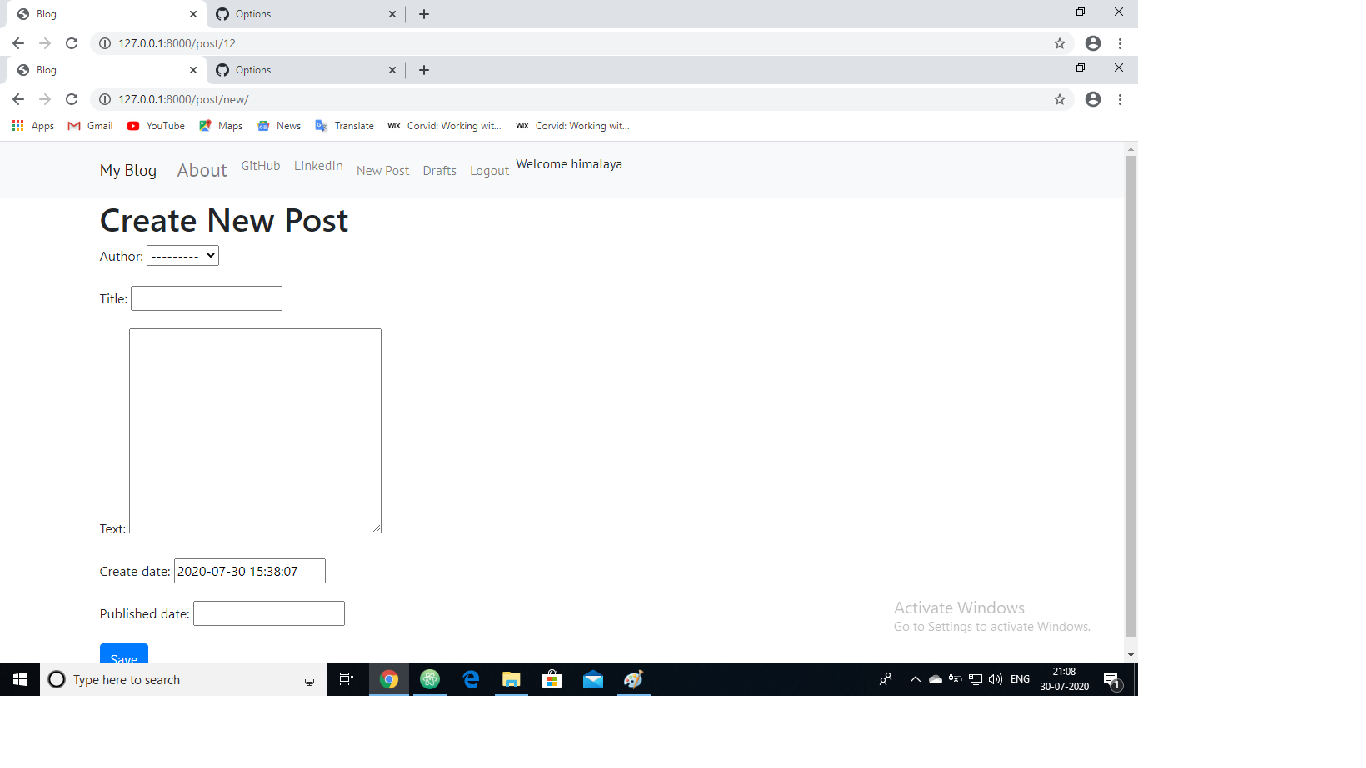 Blog Options
127.0.0.1:8000/post/12
Blog Options
127.0.0.1:8000/post/new/
Apps Gmail YouTube Maps News Translate WIX Corvid: Working wit... WIX Corvid: Working wit...
My Blog About GitHub LinkedIn New Post Drafts Logout Welcome himalaya
Create New Post
Author: ---------
Title:
Text:
Create date: 2020-07-30 15:38:07
Published date:
Activate Windows
Go to Settings to activate Windows.
Save
Type here to search ENG 21:08
30-07-2020 1